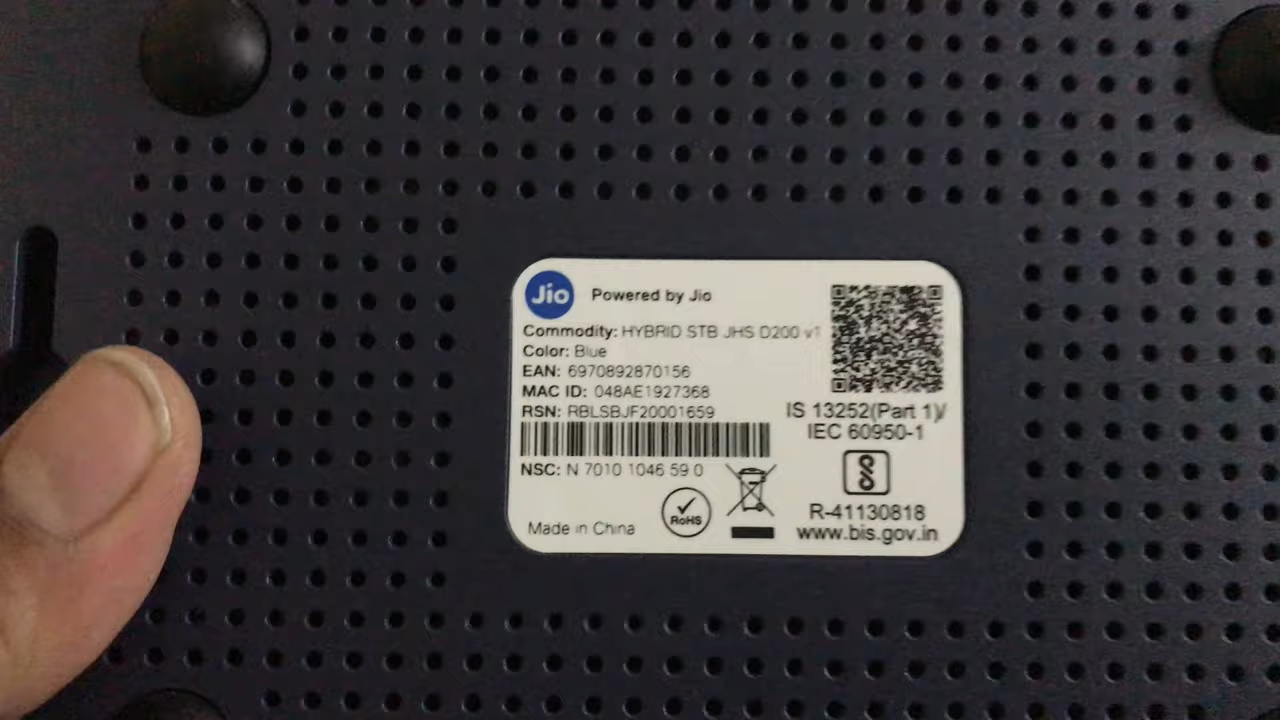 Jio Powered by Jio
Commodity: HYBRID STB JHS D200 v1
Color: Blue
EAN: 6970892870156
MAC ID: 048AE1927368
RSN: RBLSBJF20001659
NSC: N 7010 1046 59 0
Made in China
RoHS
IS 13252(Part 1)/
IEC 60950-1
R-41130818
www.bis.gov.in